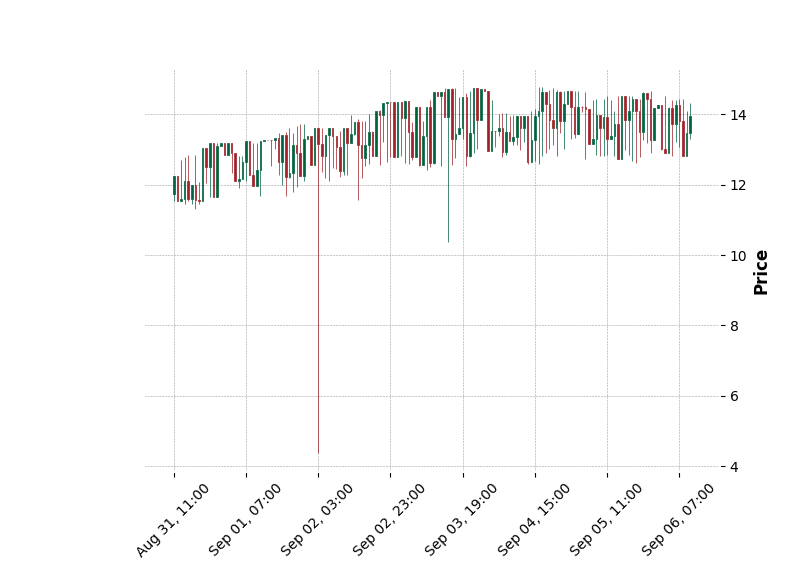 14
12
10
8
6
4
Price
Aug 31, 11:00
Sep 01, 07:00
Sep 02, 03:00
Sep 02, 23:00
Sep 03, 19:00
Sep 04, 15:00
Sep 05, 11:00
Sep 06, 07:00